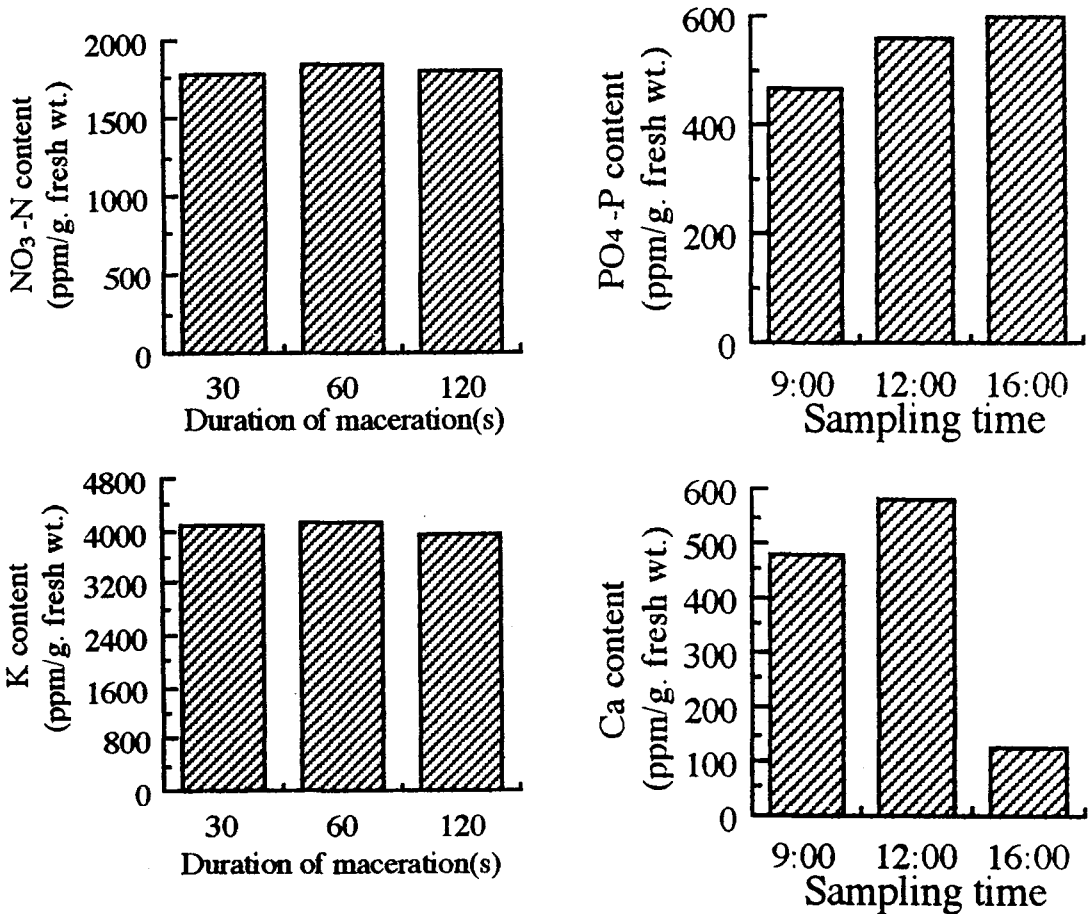 NO₃ -N content
(ppm/g. fresh wt.)
2000
1500
1000
500
0
30 60 120
Duration of maceration(s)
PO₄ -P content
(ppm/g. fresh wt.)
600
400
200
0
9:00 12:00 16:00
Sampling time
K content
(ppm/g. fresh wt.)
4800
4000
3200
2400
1600
800
0
30 60 120
Duration of maceration(s)
Ca content
(ppm/g. fresh wt.)
600
500
400
300
200
100
0
9:00 12:00 16:00
Sampling time